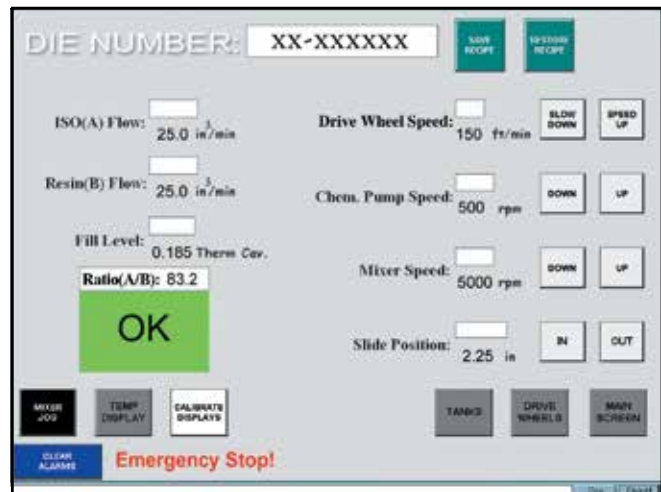 DIE NUMBER: XX-XXXXXX
SAVE RECIPE
RESTORE RECIPE
ISO(A) Flow:
25.0 in³/min
Resin(B) Flow:
25.0 in³/min
Fill Level:
0.185 Therm Cav.
Ratio(A/B): 83.2
OK
Drive Wheel Speed:
150 ft/min
SLOW DOWN
SPEED UP
Chem. Pump Speed:
500 rpm
DOWN
UP
Mixer Speed:
5000 rpm
DOWN
UP
Slide Position:
2.25 in
IN
OUT
MIXER JOG
TEMP DISPLAY
CALIBRATE DISPLAYS
TANKS
DRIVE WHEELS
MAIN SCREEN
CLEAR ALARMS
Emergency Stop!